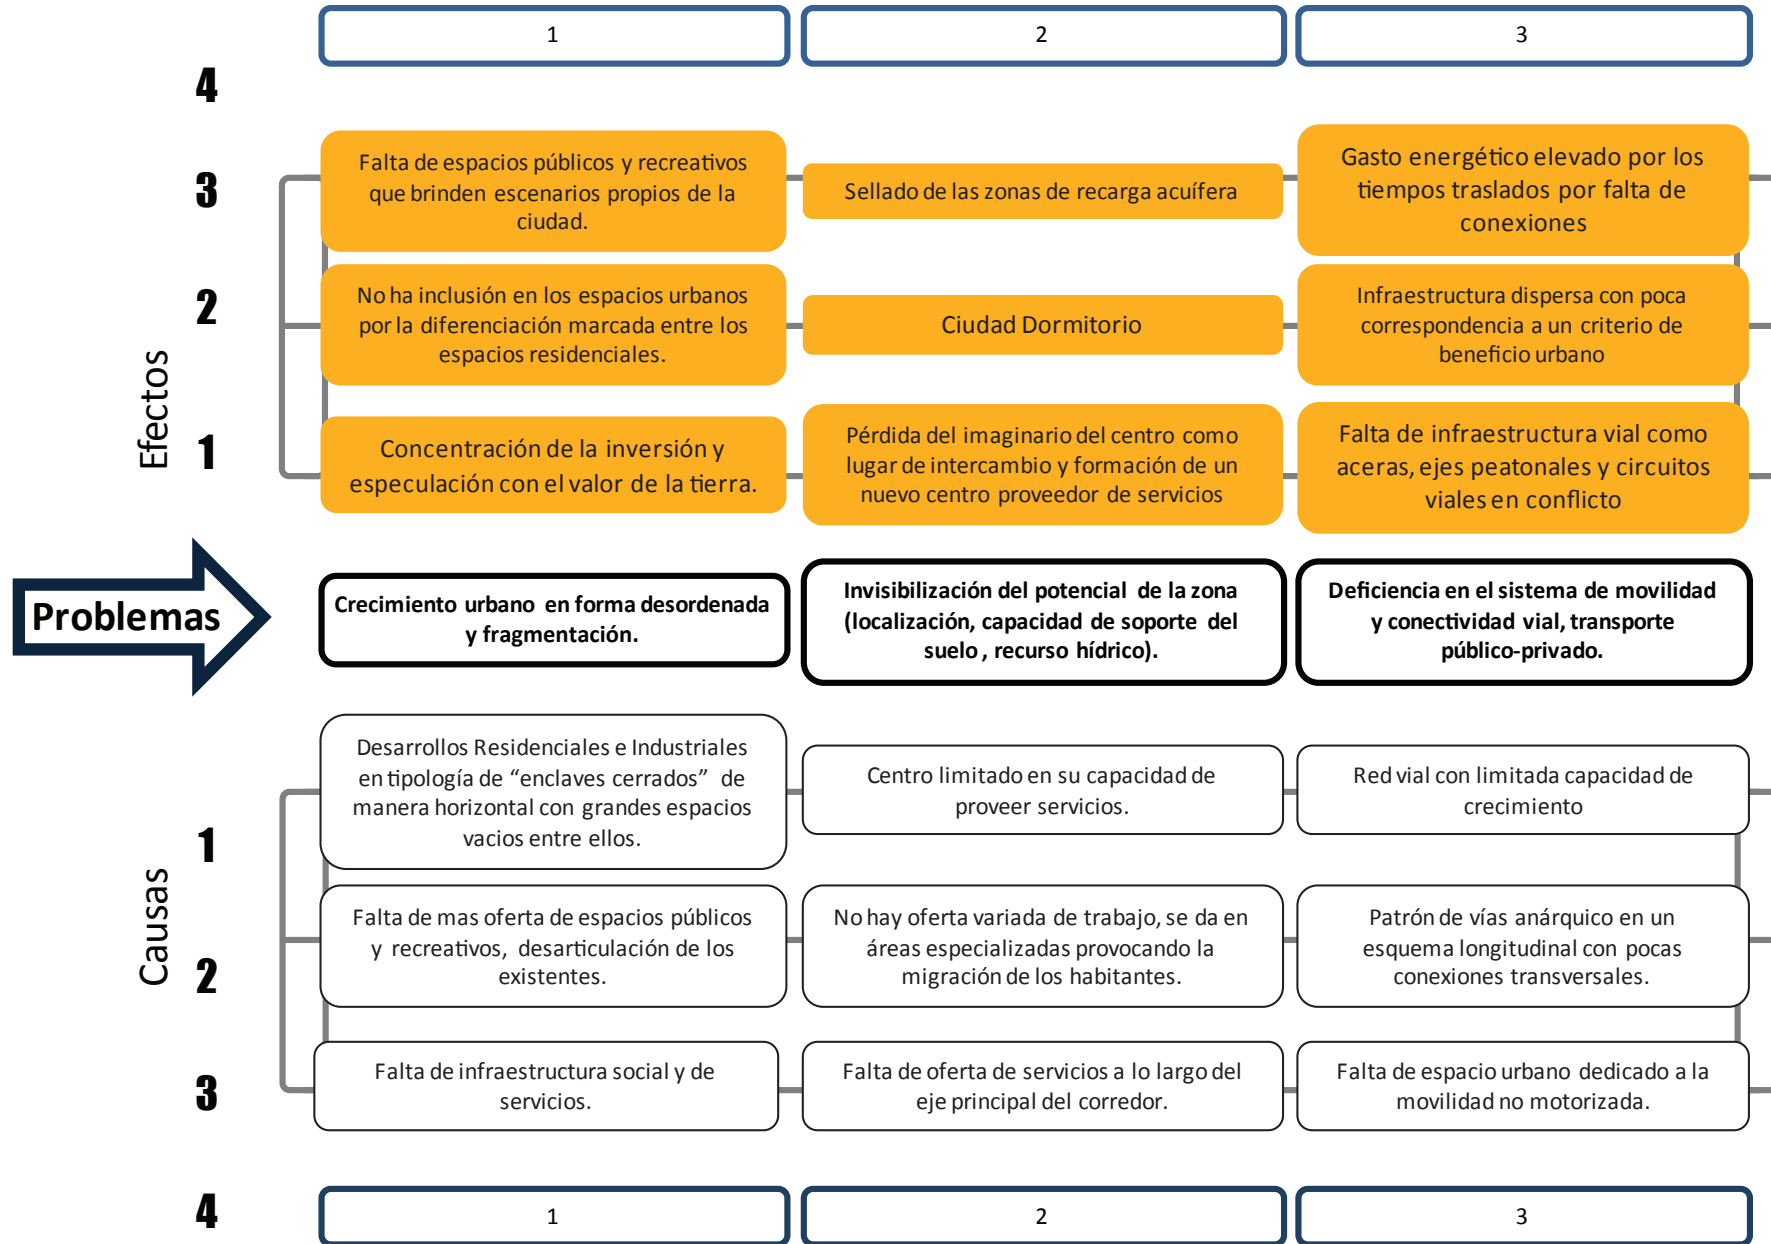 1
2
3
4
3
Falta de espacios públicos y recreativos
que brinden escenarios propios de la
ciudad.
Sellado de las zonas de recarga acuífera
Gasto energético elevado por los
tiempos traslados por falta de
conexiones
2
No ha inclusión en los espacios urbanos
por la diferenciación marcada entre los
espacios residenciales.
Ciudad Dormitorio
Infraestructura dispersa con poca
correspondencia a un criterio de
beneficio urbano
Efectos
1
Concentración de la inversión y
especulación con el valor de la tierra.
Pérdida del imaginario del centro como
lugar de intercambio y formación de un
nuevo centro proveedor de servicios
Falta de infraestructura vial como
aceras, ejes peatonales y circuitos
viales en conflicto
Problemas
Crecimiento urbano en forma desordenada
y fragmentación.
Invisibilización del potencial de la zona
(localización, capacidad de soporte del
suelo , recurso hídrico).
Deficiencia en el sistema de movilidad
y conectividad vial, transporte
público-privado.
1
Desarrollos Residenciales e Industriales
en tipología de “enclaves cerrados” de
manera horizontal con grandes espacios
vacios entre ellos.
Centro limitado en su capacidad de
proveer servicios.
Red vial con limitada capacidad de
crecimiento
Causas
2
Falta de mas oferta de espacios públicos
y recreativos, desarticulación de los
existentes.
No hay oferta variada de trabajo, se da en
áreas especializadas provocando la
migración de los habitantes.
Patrón de vías anárquico en un
esquema longitudinal con pocas
conexiones transversales.
3
Falta de infraestructura social y de
servicios.
Falta de oferta de servicios a lo largo del
eje principal del corredor.
Falta de espacio urbano dedicado a la
movilidad no motorizada.
4
1
2
3